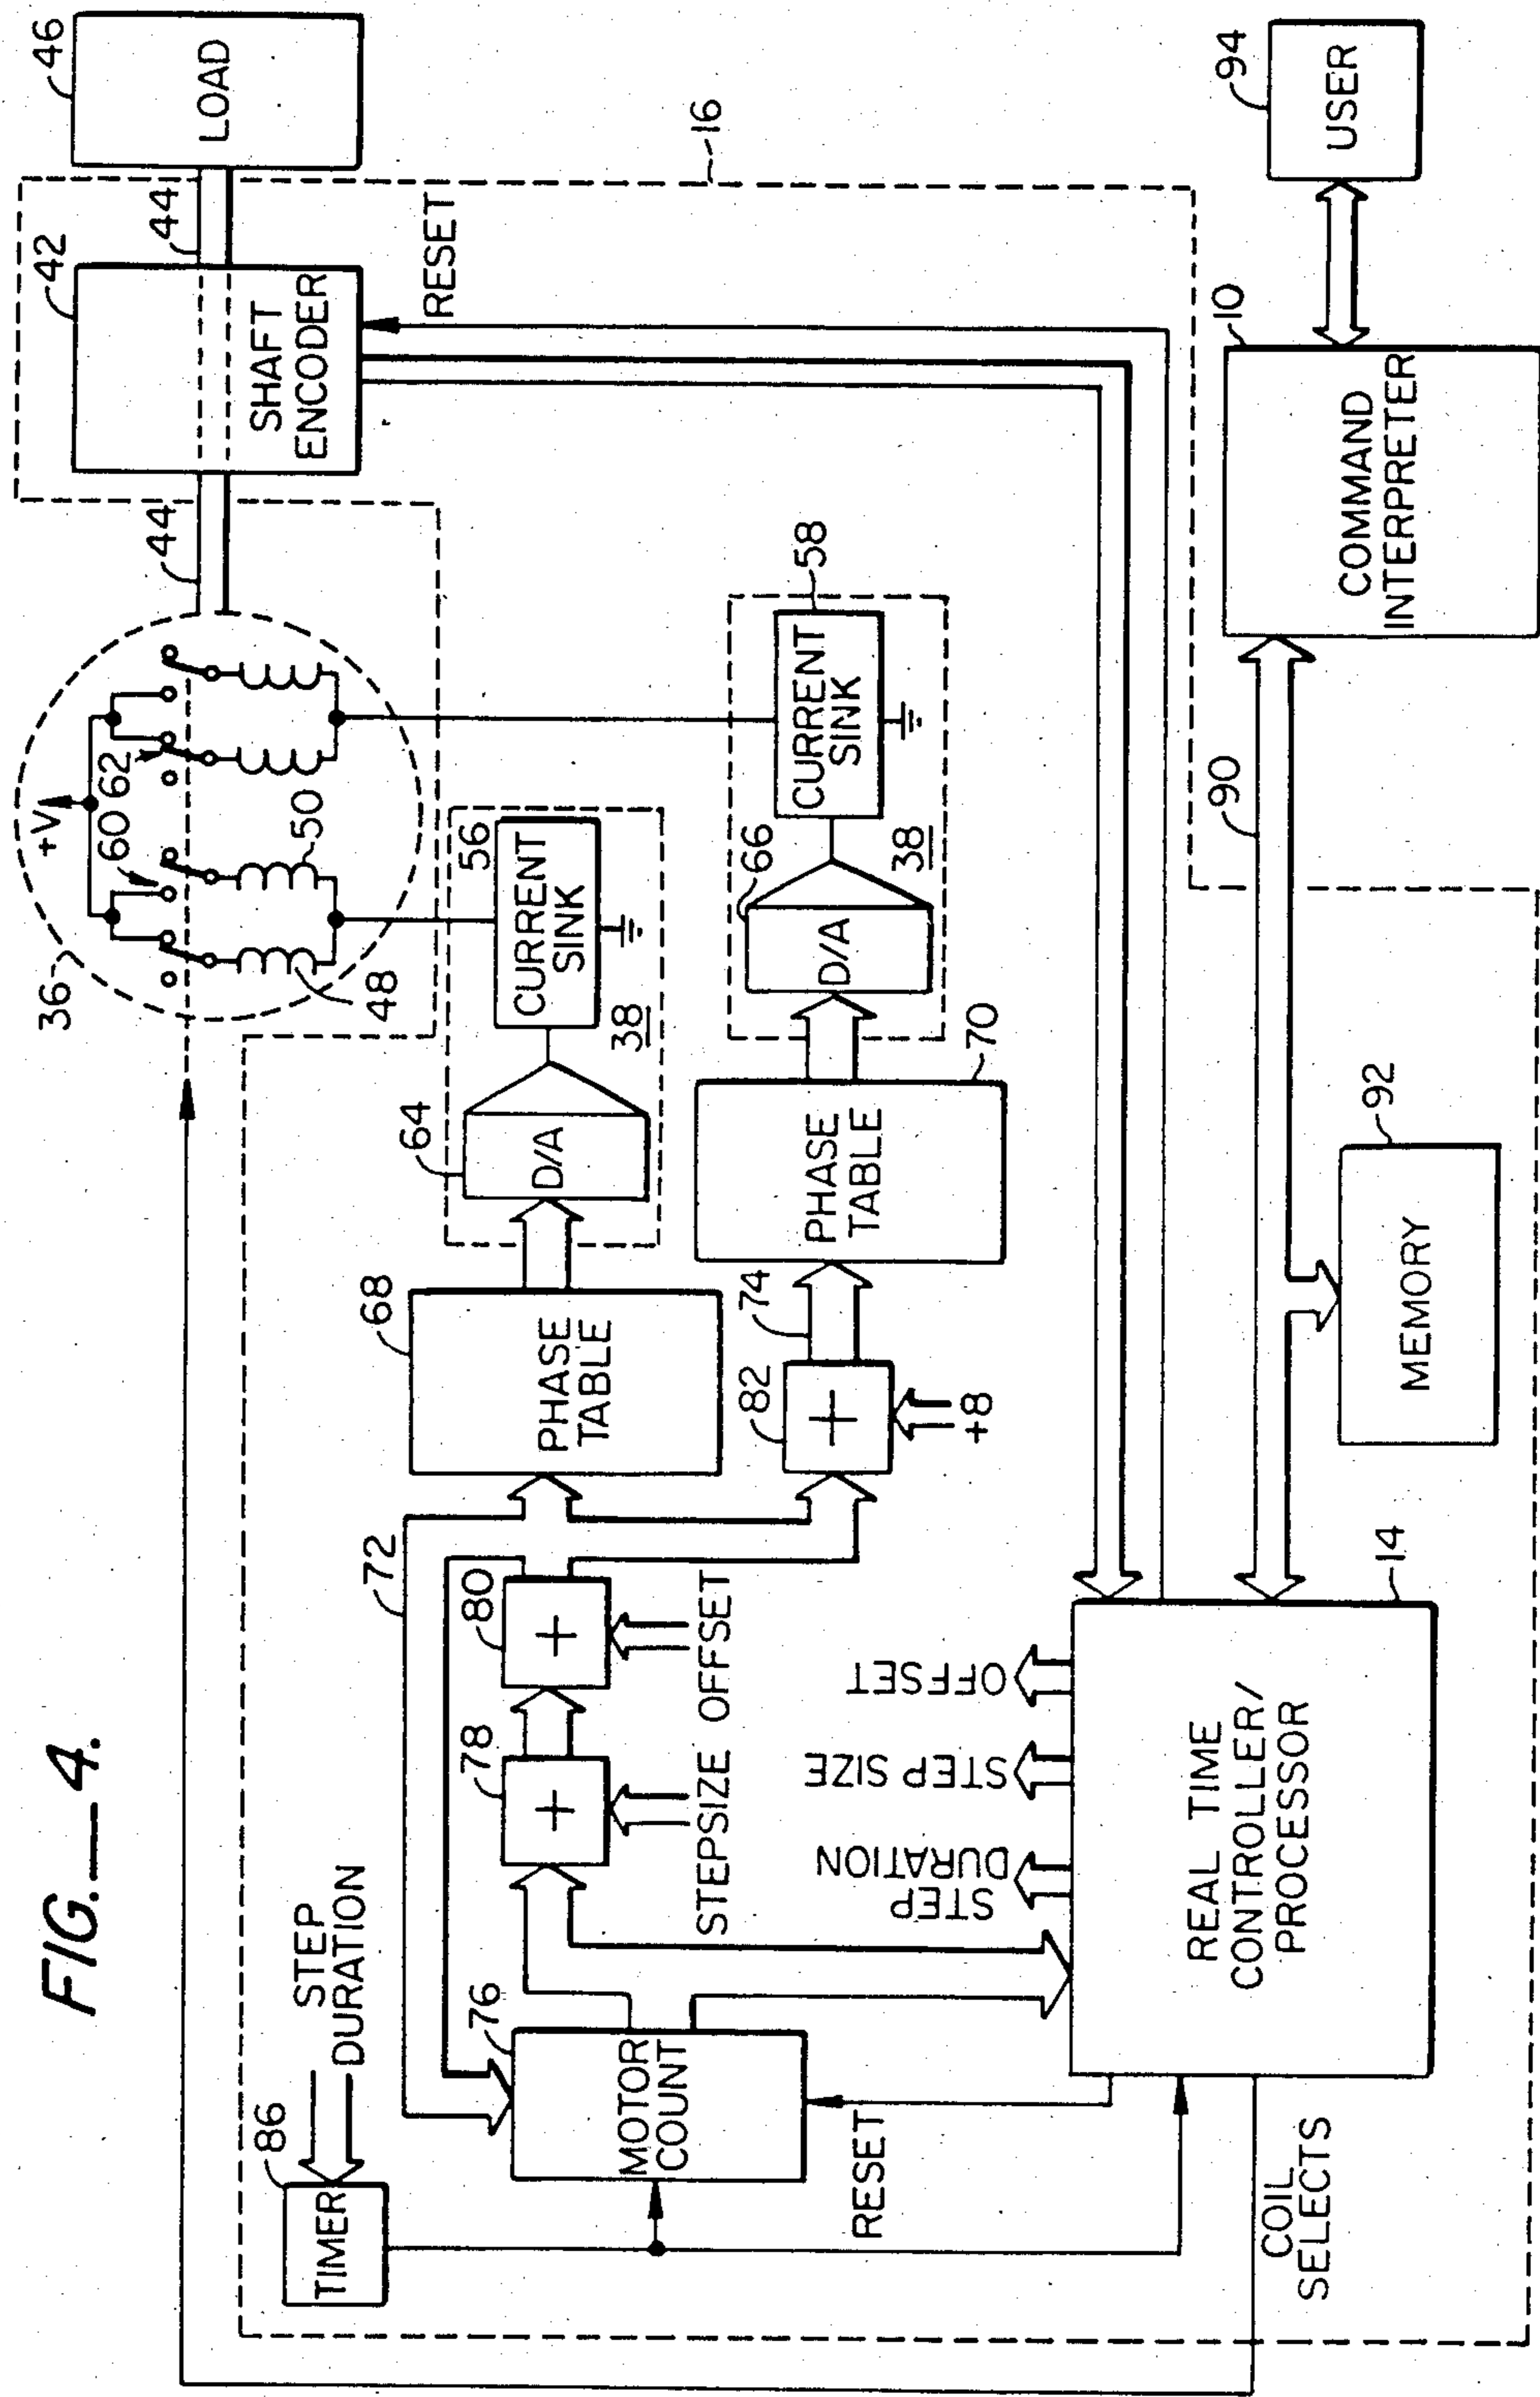 FIG. 4.
36
+V
60
62
50
48
44
42
SHAFT
ENCODER
44
46
LOAD
RESET
16
86
TIMER
STEP
DURATION
72
76
MOTOR
COUNT
RESET
78
+
80
+
STEPSIZE OFFSET
68
PHASE
TABLE
64
D/A
56
CURRENT
SINK
38
82
+
+8
74
70
PHASE
TABLE
66
D/A
58
CURRENT
SINK
38
STEP
DURATION
STEP SIZE
OFFSET
14
REAL TIME
CONTROLLER/
PROCESSOR
COIL
SELECTS
92
MEMORY
90
10
COMMAND
INTERPRETER
94
USER